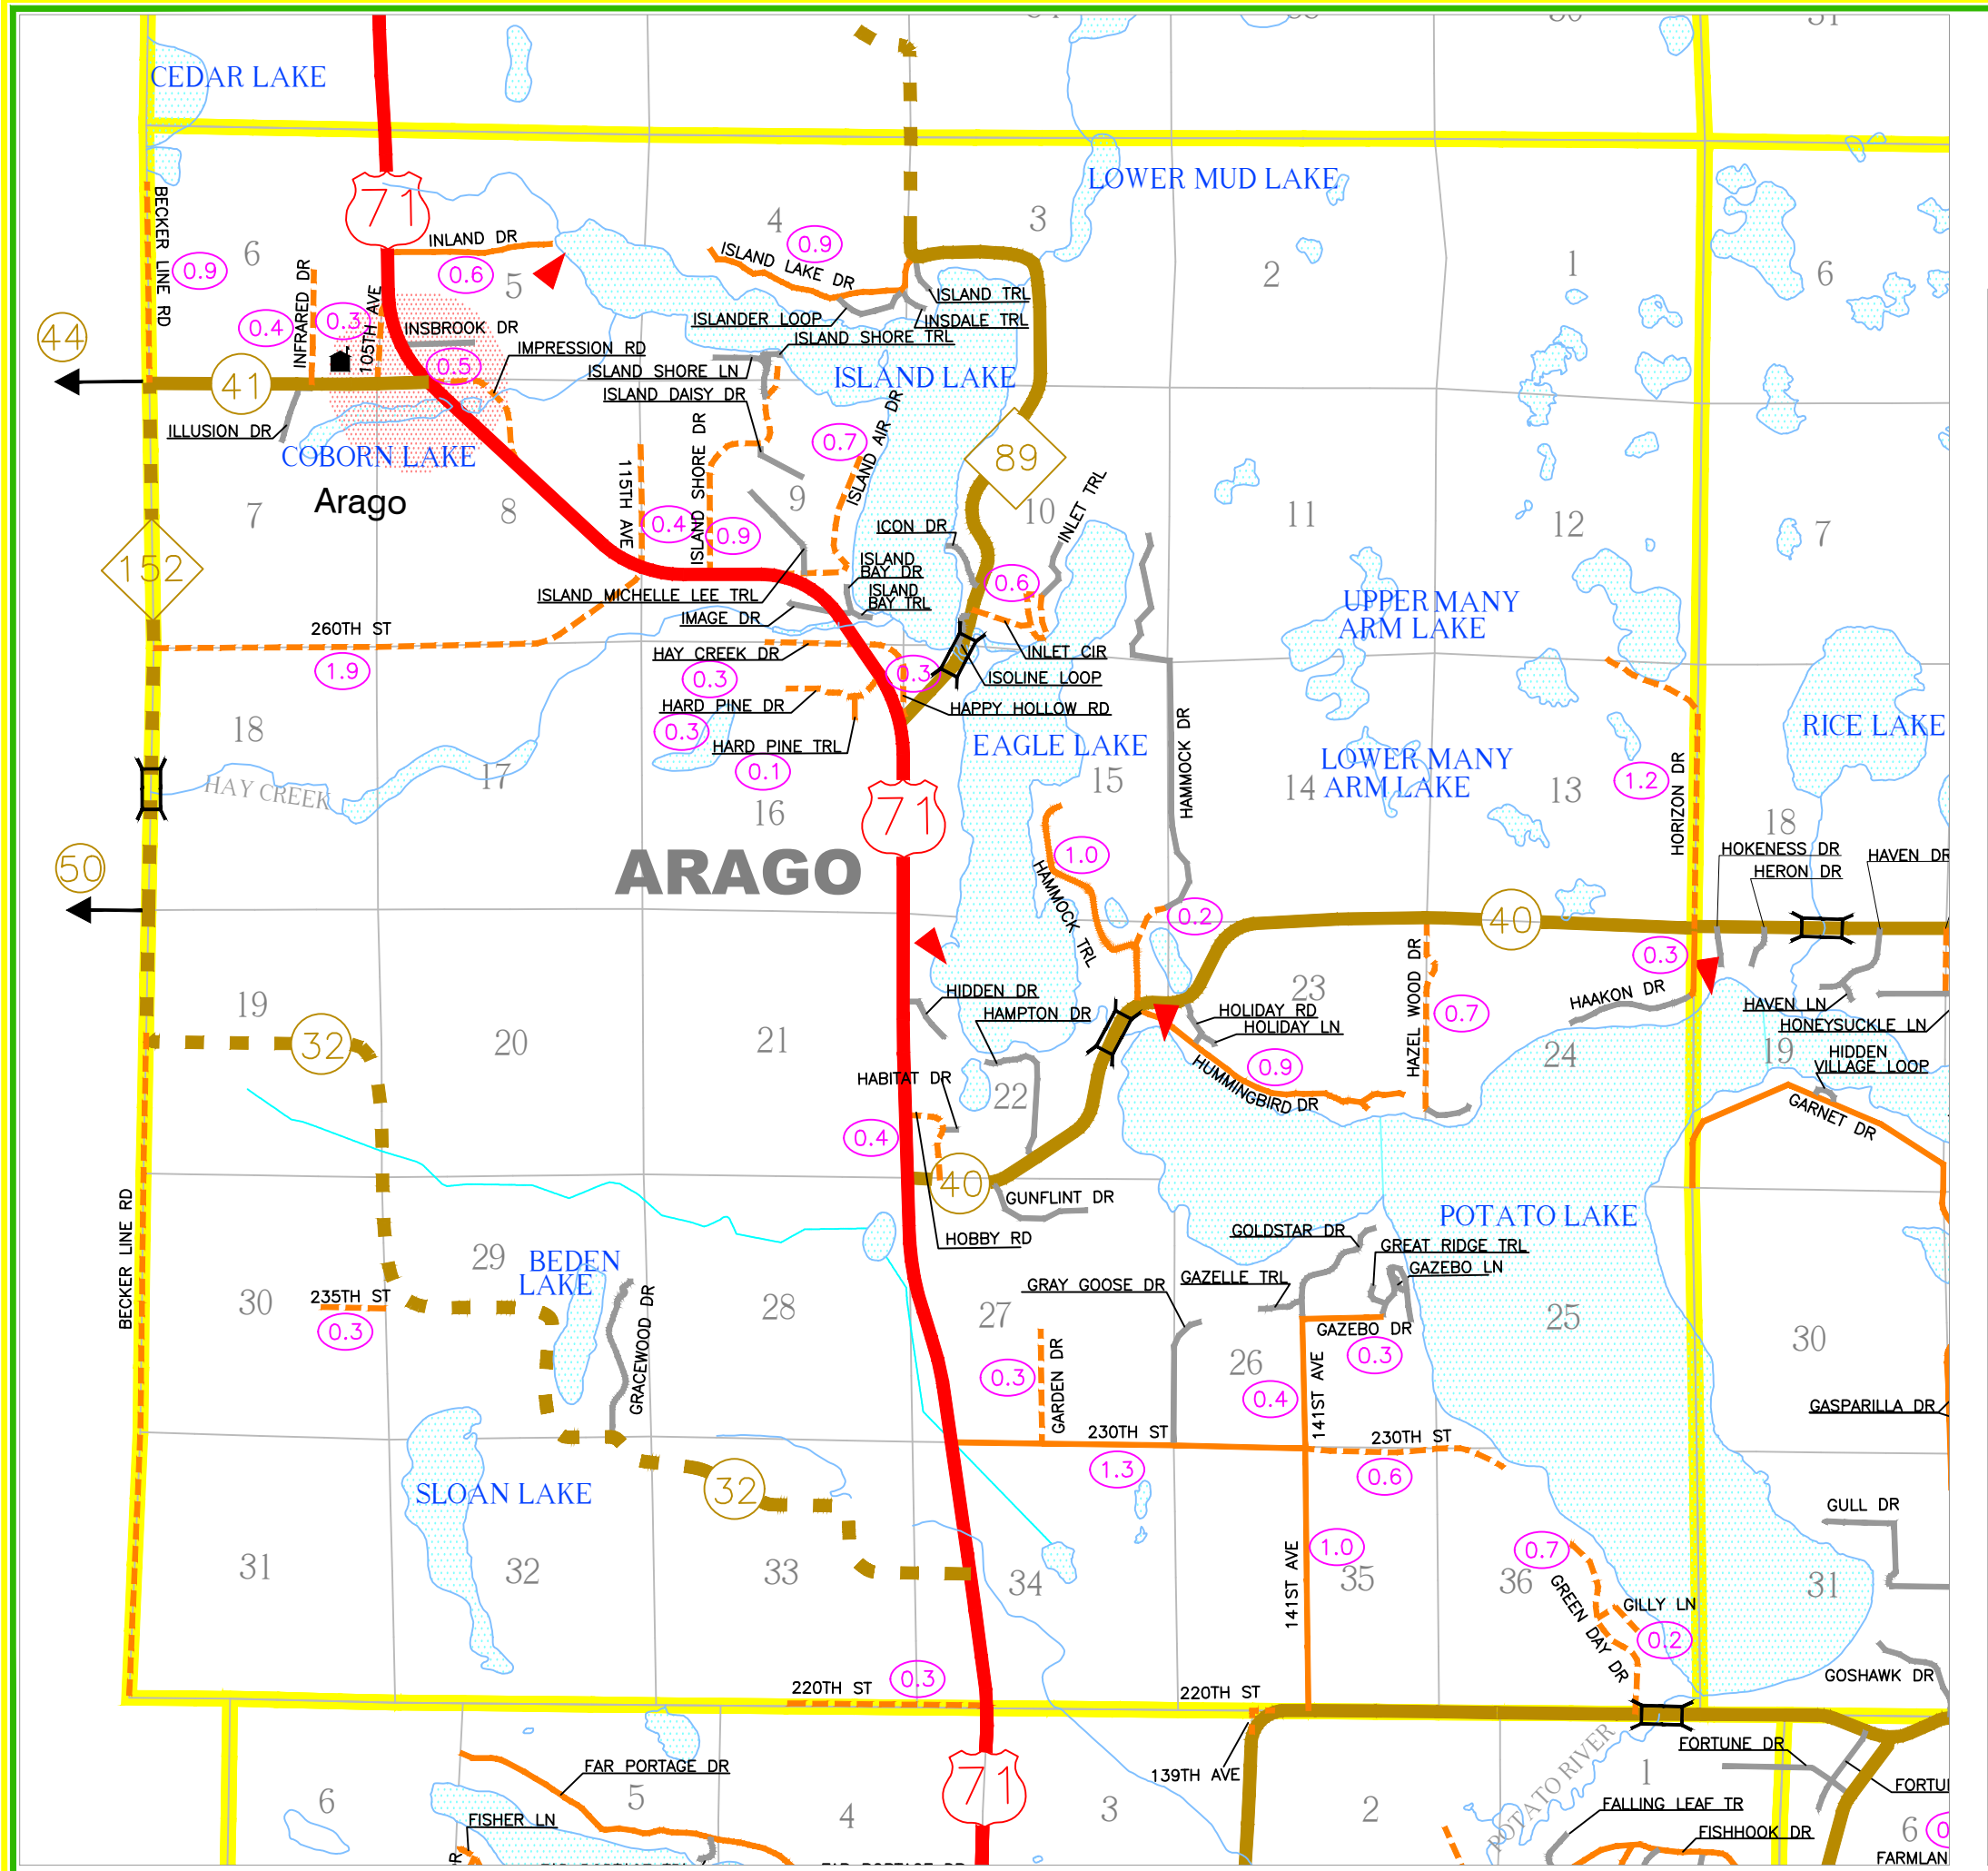 CEDAR LAKE
LOWER MUD LAKE
71
BECKER LINE RD
0.9
6
INLAND DR
0.6
5
4
0.9
ISLAND LAKE DR
3
2
1
6
INFRARED DR
0.4
0.3
105TH AVE
INSBROOK DR
0.5
IMPRESSION RD
ISLANDER LOOP
ISLAND TRL
INSDALE TRL
ISLAND SHORE TRL
ISLAND SHORE LN
ISLAND LAKE
ISLAND DAISY DR
44
41
ILLUSION DR
COBORN LAKE
Arago
7
8
115TH AVE
0.4
ISLAND SHORE DR
0.9
9
0.7
ISLAND AIR DR
89
10
INLET TRL
ICON DR
11
12
7
152
ISLAND
BAY DR
ISLAND
BAY TRL
0.6
ISLAND MICHELLE LEE TRL
IMAGE DR
UPPER MANY
ARM LAKE
260TH ST
1.9
HAY CREEK DR
0.3
0.3
INLET CIR
ISOLINE LOOP
HARD PINE DR
HAPPY HOLLOW RD
0.3
HARD PINE TRL
0.1
18
HAY CREEK
17
16
EAGLE LAKE
15
HAMMOCK DR
LOWER MANY
ARM LAKE
14
13
1.2
HORIZON DR
RICE LAKE
18
71
ARAGO
50
1.0
HAMMOCK TRL
0.2
40
HOKENESS DR
HERON DR
HAVEN DR
0.3
HAAKON DR
HAVEN LN
HONEYSUCKLE LN
19
32
20
21
HIDDEN DR
HAMPTON DR
HOLIDAY RD
HOLIDAY LN
23
HAZEL WOOD DR
0.7
24
19
HIDDEN
VILLAGE LOOP
GARNET DR
HABITAT DR
22
0.9
HUMMINGBIRD DR
0.4
40
GUNFLINT DR
HOBBY RD
BECKER LINE RD
29
BEDEN
LAKE
30
235TH ST
0.3
GRACEWOOD DR
28
27
GRAY GOOSE DR
GOLDSTAR DR
GAZELLE TRL
GREAT RIDGE TRL
GAZEBO LN
POTATO LAKE
25
30
GAZEBO DR
0.3
26
0.4
141ST AVE
0.3
GARDEN DR
230TH ST
1.3
230TH ST
0.6
GASPARILLA DR
SLOAN LAKE
32
31
32
33
34
141ST AVE
1.0
35
36
0.7
GREEN DAY DR
GILLY LN
0.2
GULL DR
31
GOSHAWK DR
220TH ST
0.3
220TH ST
139TH AVE
FAR PORTAGE DR
FISHER LN
6
5
4
71
3
2
POTATO RIVER
1
FORTUNE DR
FALLING LEAF TR
FISHHOOK DR
6
FORTU
FARMLAN